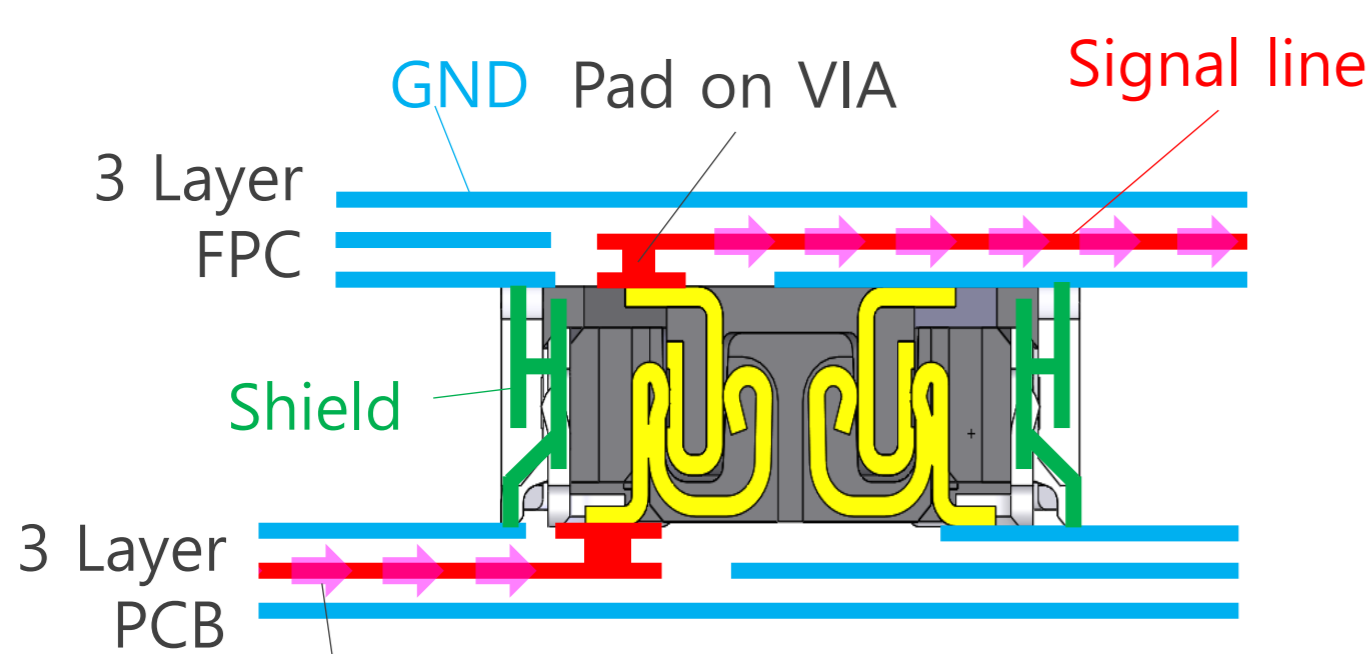 Signal line
GND
Pad on VIA
3 Layer
FPC
Shield
3 Layer
PCB